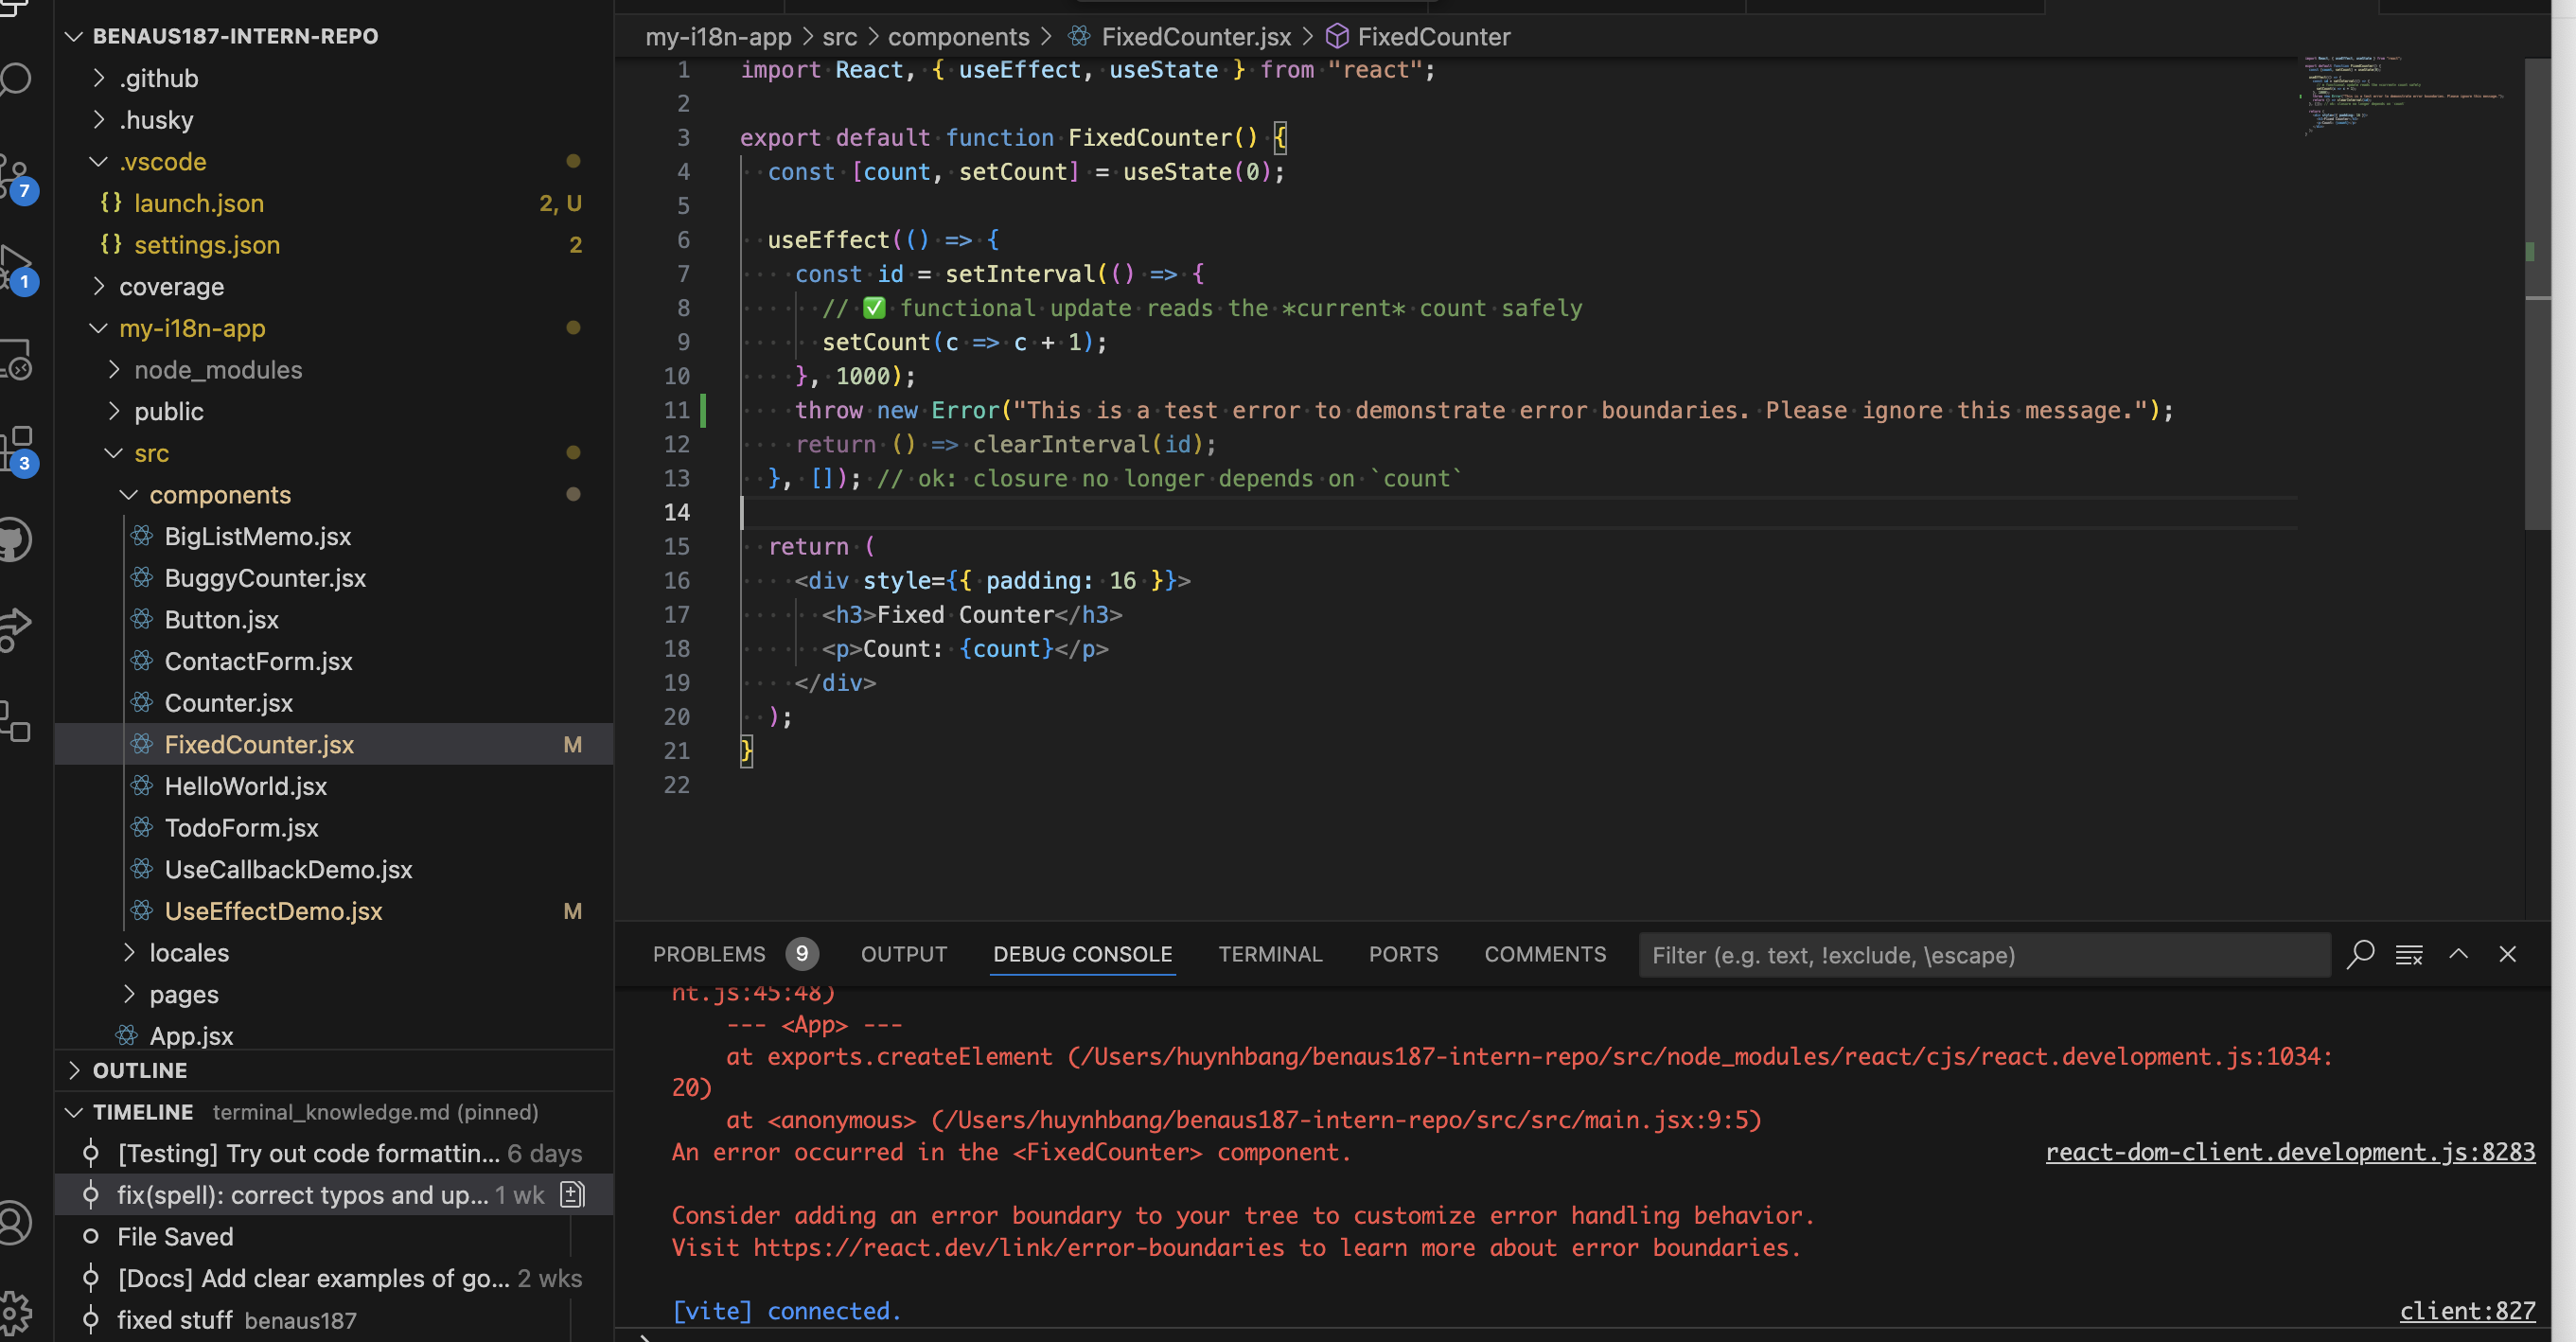 BENAUS187-INTERN-REPO
.github
.husky
.vscode
launch.json 2, U
settings.json 2
coverage
my-i18n-app
node_modules
public
src
components
BigListMemo.jsx
BuggyCounter.jsx
Button.jsx
ContactForm.jsx
Counter.jsx
FixedCounter.jsx M
HelloWorld.jsx
TodoForm.jsx
UseCallbackDemo.jsx
UseEffectDemo.jsx M
locales
pages
App.jsx
OUTLINE
TIMELINE terminal_knowledge.md (pinned)
[Testing] Try out code formattin... 6 days
fix(spell): correct typos and up... 1 wk
File Saved
[Docs] Add clear examples of go... 2 wks
fixed stuff benaus187
7
1
3
my-i18n-app > src > components > FixedCounter.jsx > FixedCounter
1 import React, { useEffect, useState } from "react";
2
3 export default function FixedCounter() {
4 const [count, setCount] = useState(0);
5
6 useEffect(() => {
7 const id = setInterval(() => {
8 // ✅ functional update reads the *current* count safely
9 setCount(c => c + 1);
10 }, 1000);
11 throw new Error("This is a test error to demonstrate error boundaries. Please ignore this message.");
12 return () => clearInterval(id);
13 }, []); // ok: closure no longer depends on `count`
14
15 return (
16 <div style={{ padding: 16 }}>
17 <h3>Fixed Counter</h3>
18 <p>Count: {count}</p>
19 </div>
20 );
21 }
22
PROBLEMS 9 OUTPUT DEBUG CONSOLE TERMINAL PORTS COMMENTS Filter (e.g. text, !exclude, \escape)
nt.js:45:48)
--- <App> ---
at exports.createElement (/Users/huynhbang/benaus187-intern-repo/src/node_modules/react/cjs/react.development.js:1034:
20)
at <anonymous> (/Users/huynhbang/benaus187-intern-repo/src/src/main.jsx:9:5)
An error occurred in the <FixedCounter> component. react-dom-client.development.js:8283
Consider adding an error boundary to your tree to customize error handling behavior.
Visit https://react.dev/link/error-boundaries to learn more about error boundaries.
[vite] connected. client:827